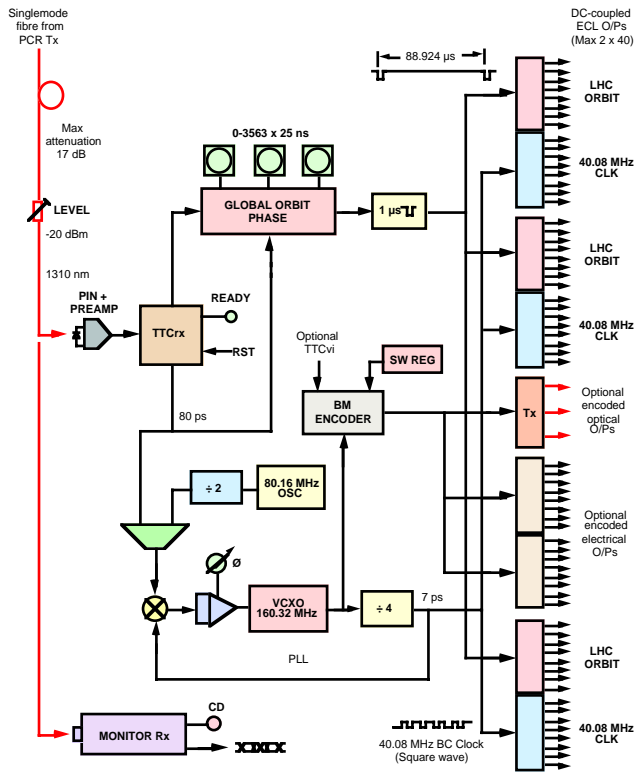 Singlemode
fibre from
PCR Tx
DC-coupled
ECL O/Ps
(Max 2 x 40)
88.924 µs
LHC
ORBIT
Max
attenuation
17 dB
0-3563 x 25 ns
40.08 MHz
CLK
LEVEL
-20 dBm
GLOBAL ORBIT
PHASE
1 µs
LHC
ORBIT
1310 nm
PIN +
PREAMP
READY
TTCrx
RST
40.08 MHz
CLK
Optional
TTCvi
SW REG
BM
ENCODER
Tx
Optional
encoded
optical
O/Ps
80 ps
÷ 2
80.16 MHz
OSC
Optional
encoded
electrical
O/Ps
Ø
VCXO
160.32 MHz
÷ 4
7 ps
PLL
LHC
ORBIT
CD
MONITOR Rx
40.08 MHz BC Clock
(Square wave)
40.08 MHz
CLK